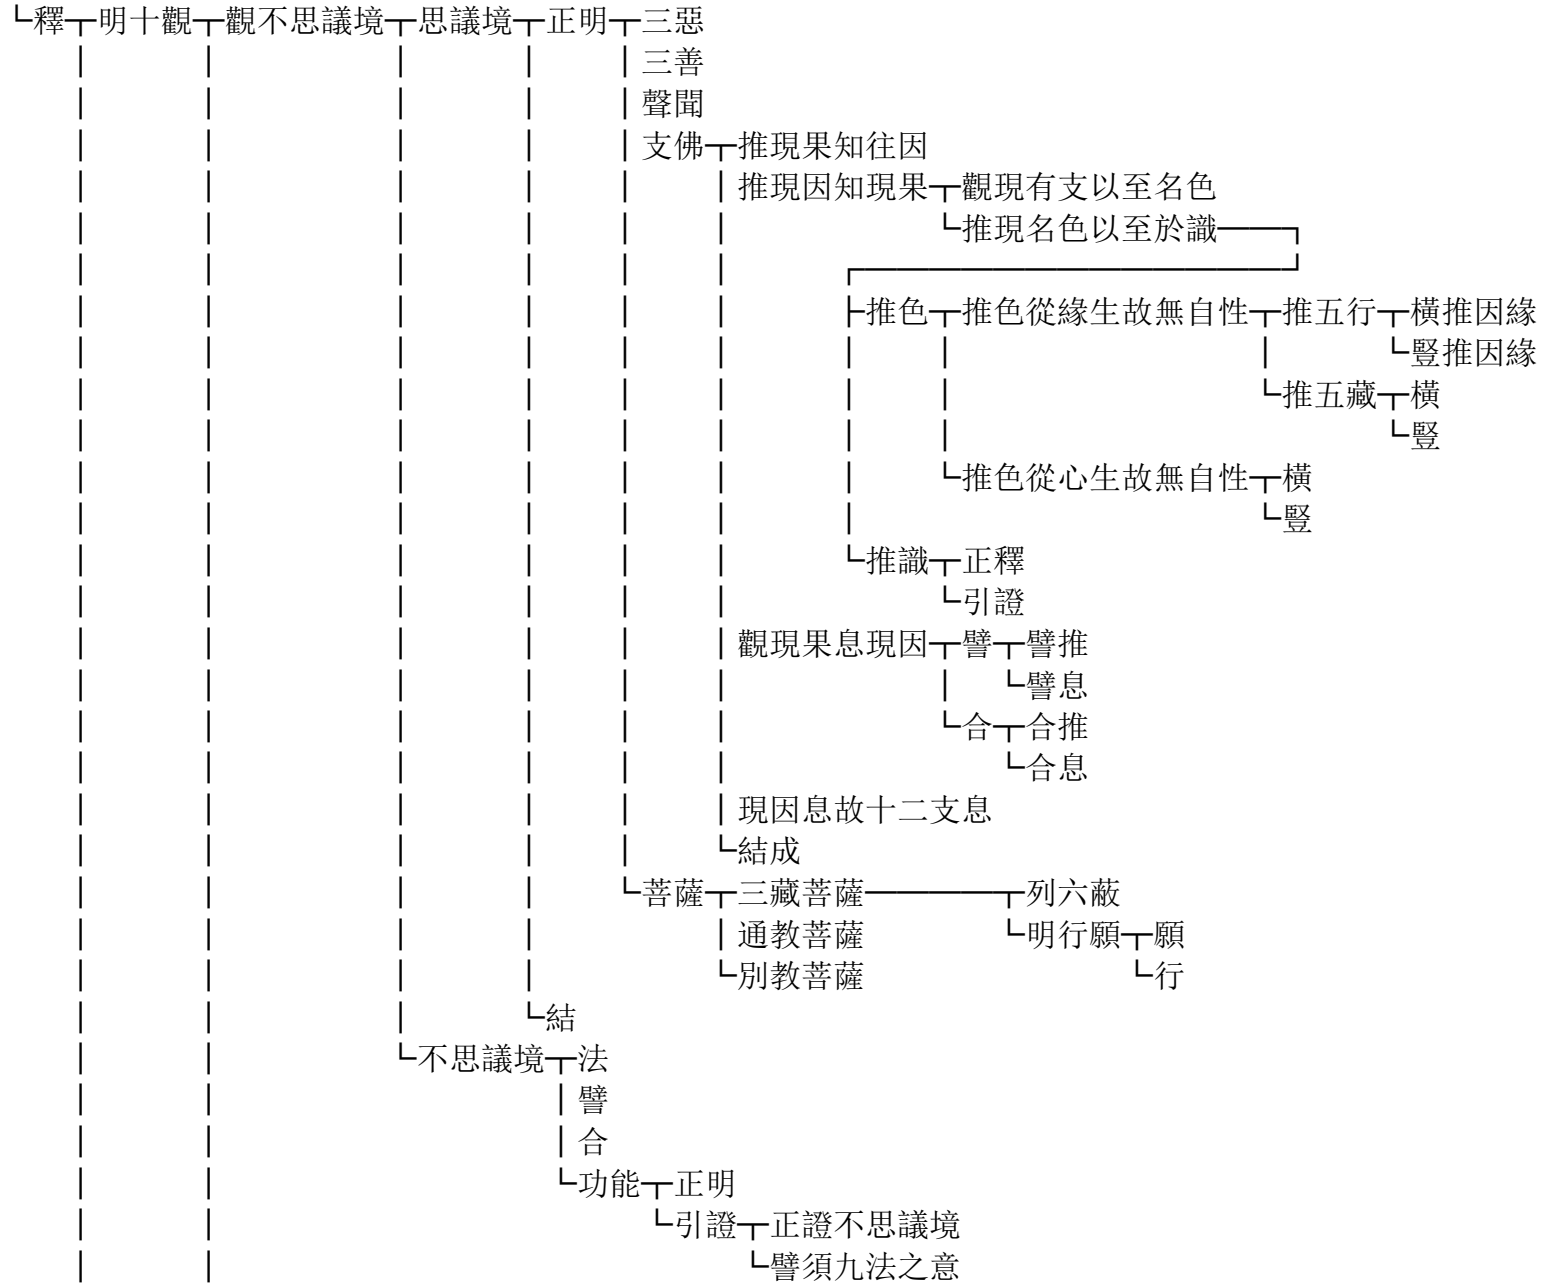 釋 明十觀 觀不思議境 思議境 正明 三惡
三善
聲聞
支佛 推現果知往因
推現因知現果 觀現有支以至名色
推現名色以至於識
推色 推色從緣生故無自性 推五行 橫推因緣
豎推因緣
推五藏 橫
豎
推色從心生故無自性 橫
豎
推識 正釋
引證
觀現果息現因 譬 譬推
譬息
合 合推
合息
現因息故十二支息
結成
菩薩 三藏菩薩 列六蔽
通教菩薩 明行願 願
別教菩薩 行
結
不思議境 法
譬
合
功能 正明
引證 正證不思議境
譬須九法之意